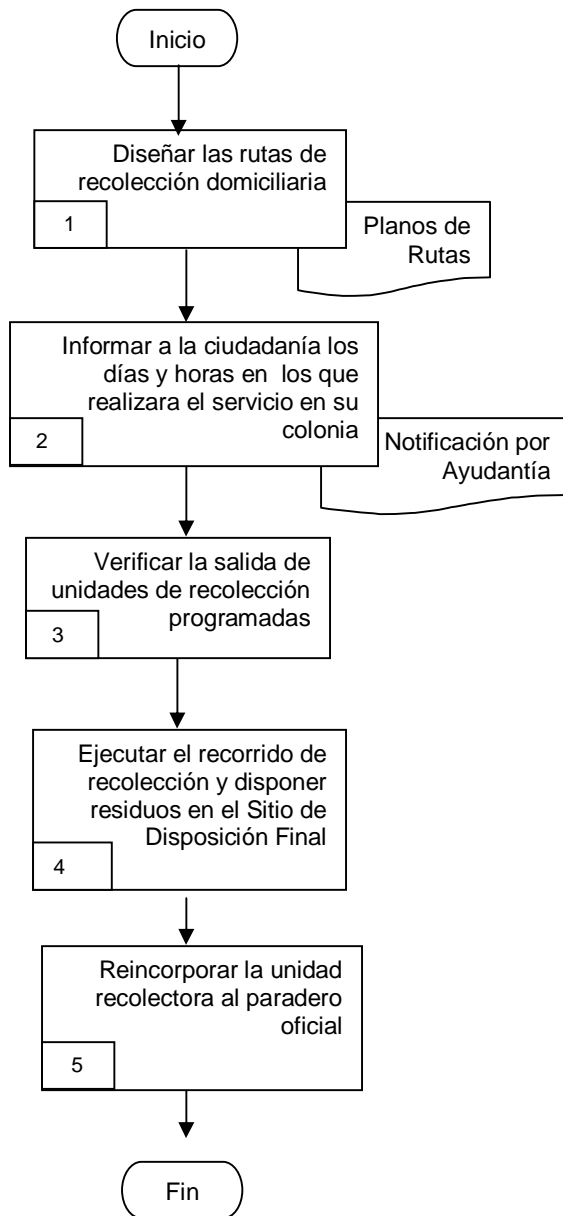 Inicio
Diseñar las rutas de
recolección domiciliaria
1
Planos de
Rutas
Informar a la ciudadanía los
días y horas en los que
realizara el servicio en su
colonia
2
Notificación por
Ayudantía
Verificar la salida de
unidades de recolección
programadas
3
Ejecutar el recorrido de
recolección y disponer
residuos en el Sitio de
Disposición Final
4
Reincorporar la unidad
recolectora al paradero
oficial
5
Fin